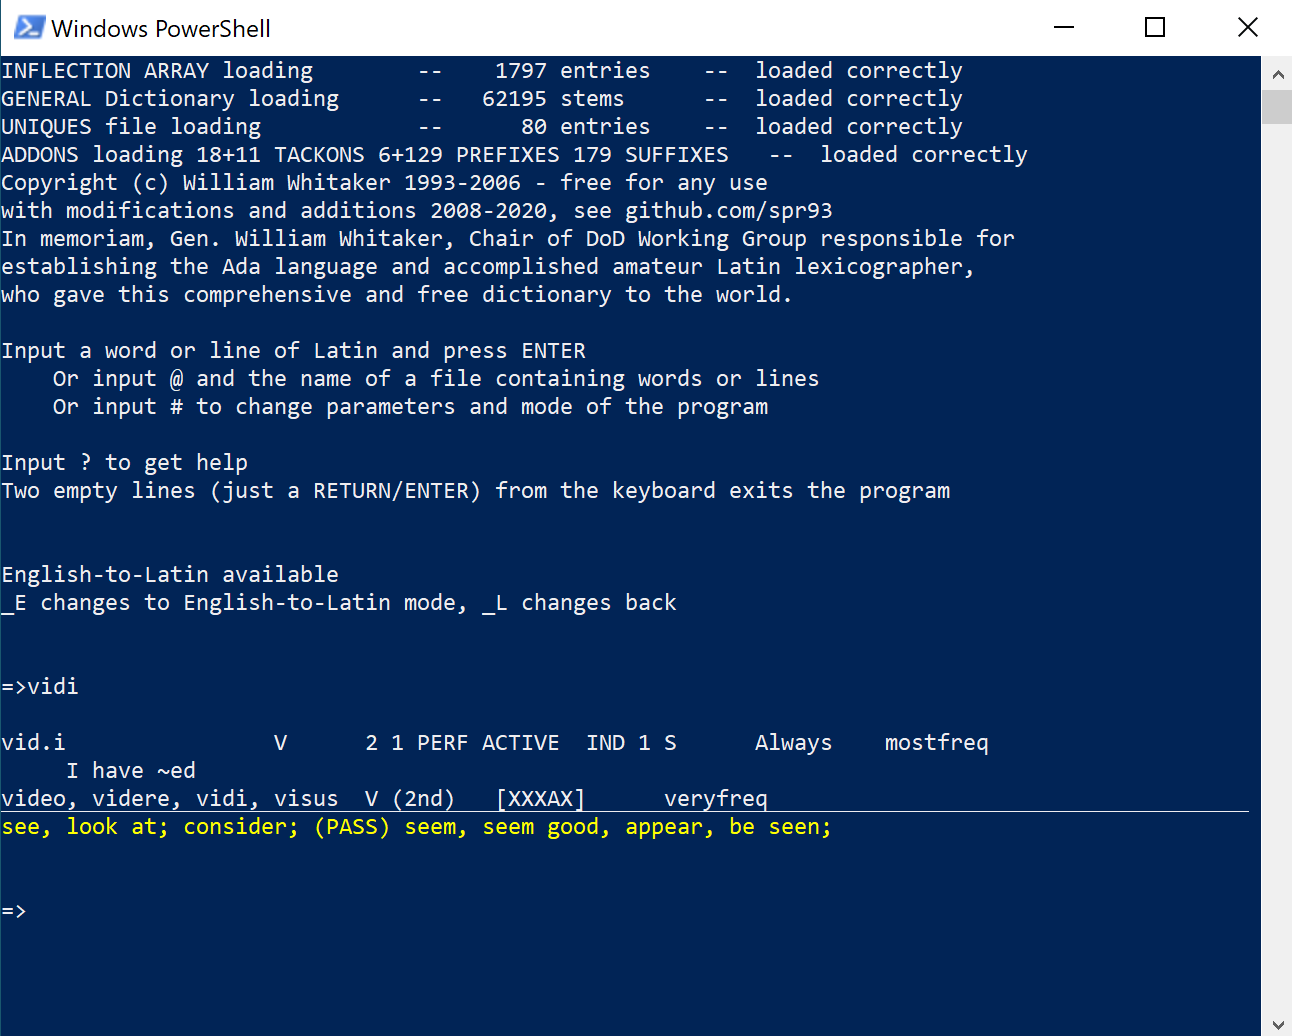 Windows PowerShell
INFLECTION ARRAY loading        --    1797 entries    --  loaded correctly
GENERAL Dictionary loading      --   62195 stems      --  loaded correctly
UNIQUES file loading            --      80 entries    --  loaded correctly
ADDONS loading 18+11 TACKONS 6+129 PREFIXES 179 SUFFIXES   --  loaded correctly
Copyright (c) William Whitaker 1993-2006 - free for any use
with modifications and additions 2008-2020, see github.com/spr93
In memoriam, Gen. William Whitaker, Chair of DoD Working Group responsible for
establishing the Ada language and accomplished amateur Latin lexicographer,
who gave this comprehensive and free dictionary to the world.
Input a word or line of Latin and press ENTER
    Or input @ and the name of a file containing words or lines
    Or input # to change parameters and mode of the program
Input ? to get help
Two empty lines (just a RETURN/ENTER) from the keyboard exits the program
English-to-Latin available
_E changes to English-to-Latin mode, _L changes back
=>vidi
vid.i                V      2 1 PERF ACTIVE  IND 1 S      Always    mostfreq
     I have ~ed
video, videre, vidi, visus  V (2nd)   [XXXAX]      veryfreq
see, look at; consider; (PASS) seem, seem good, appear, be seen;
=>